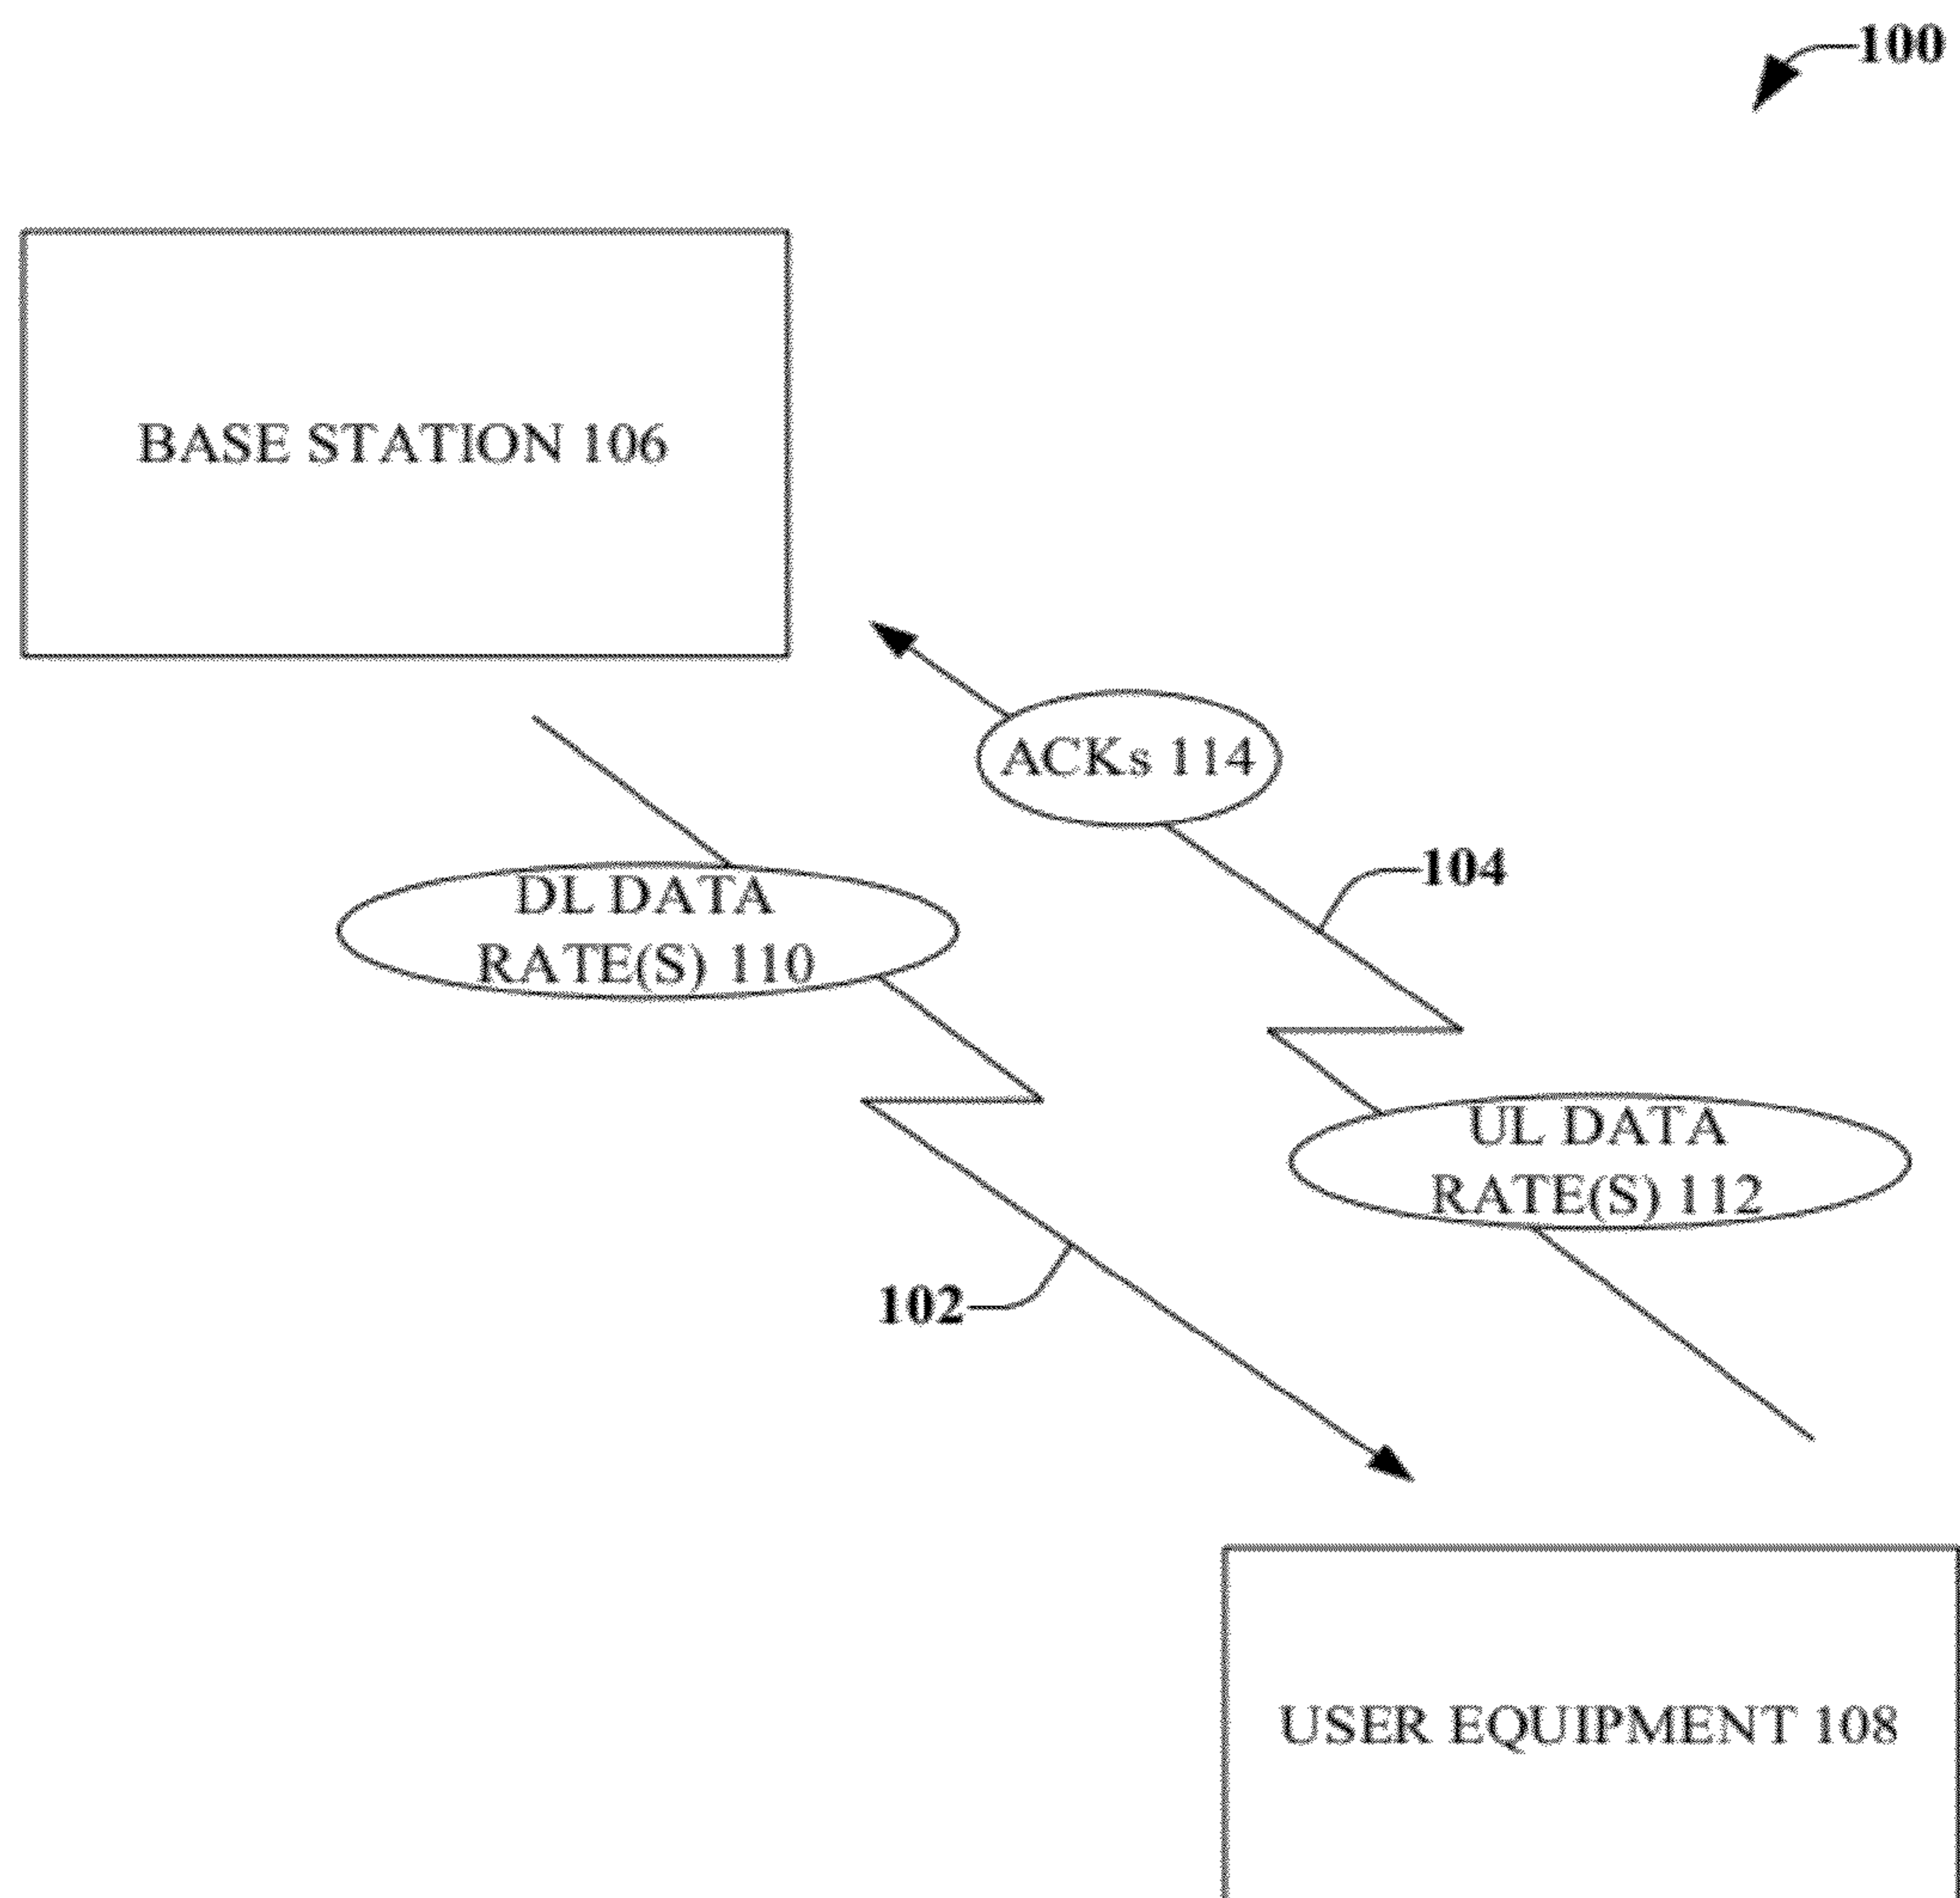 100
BASE STATION 106
ACKs 114
104
DL DATA
RATE(S) 110
UL DATA
RATE(S) 112
102
USER EQUIPMENT 108